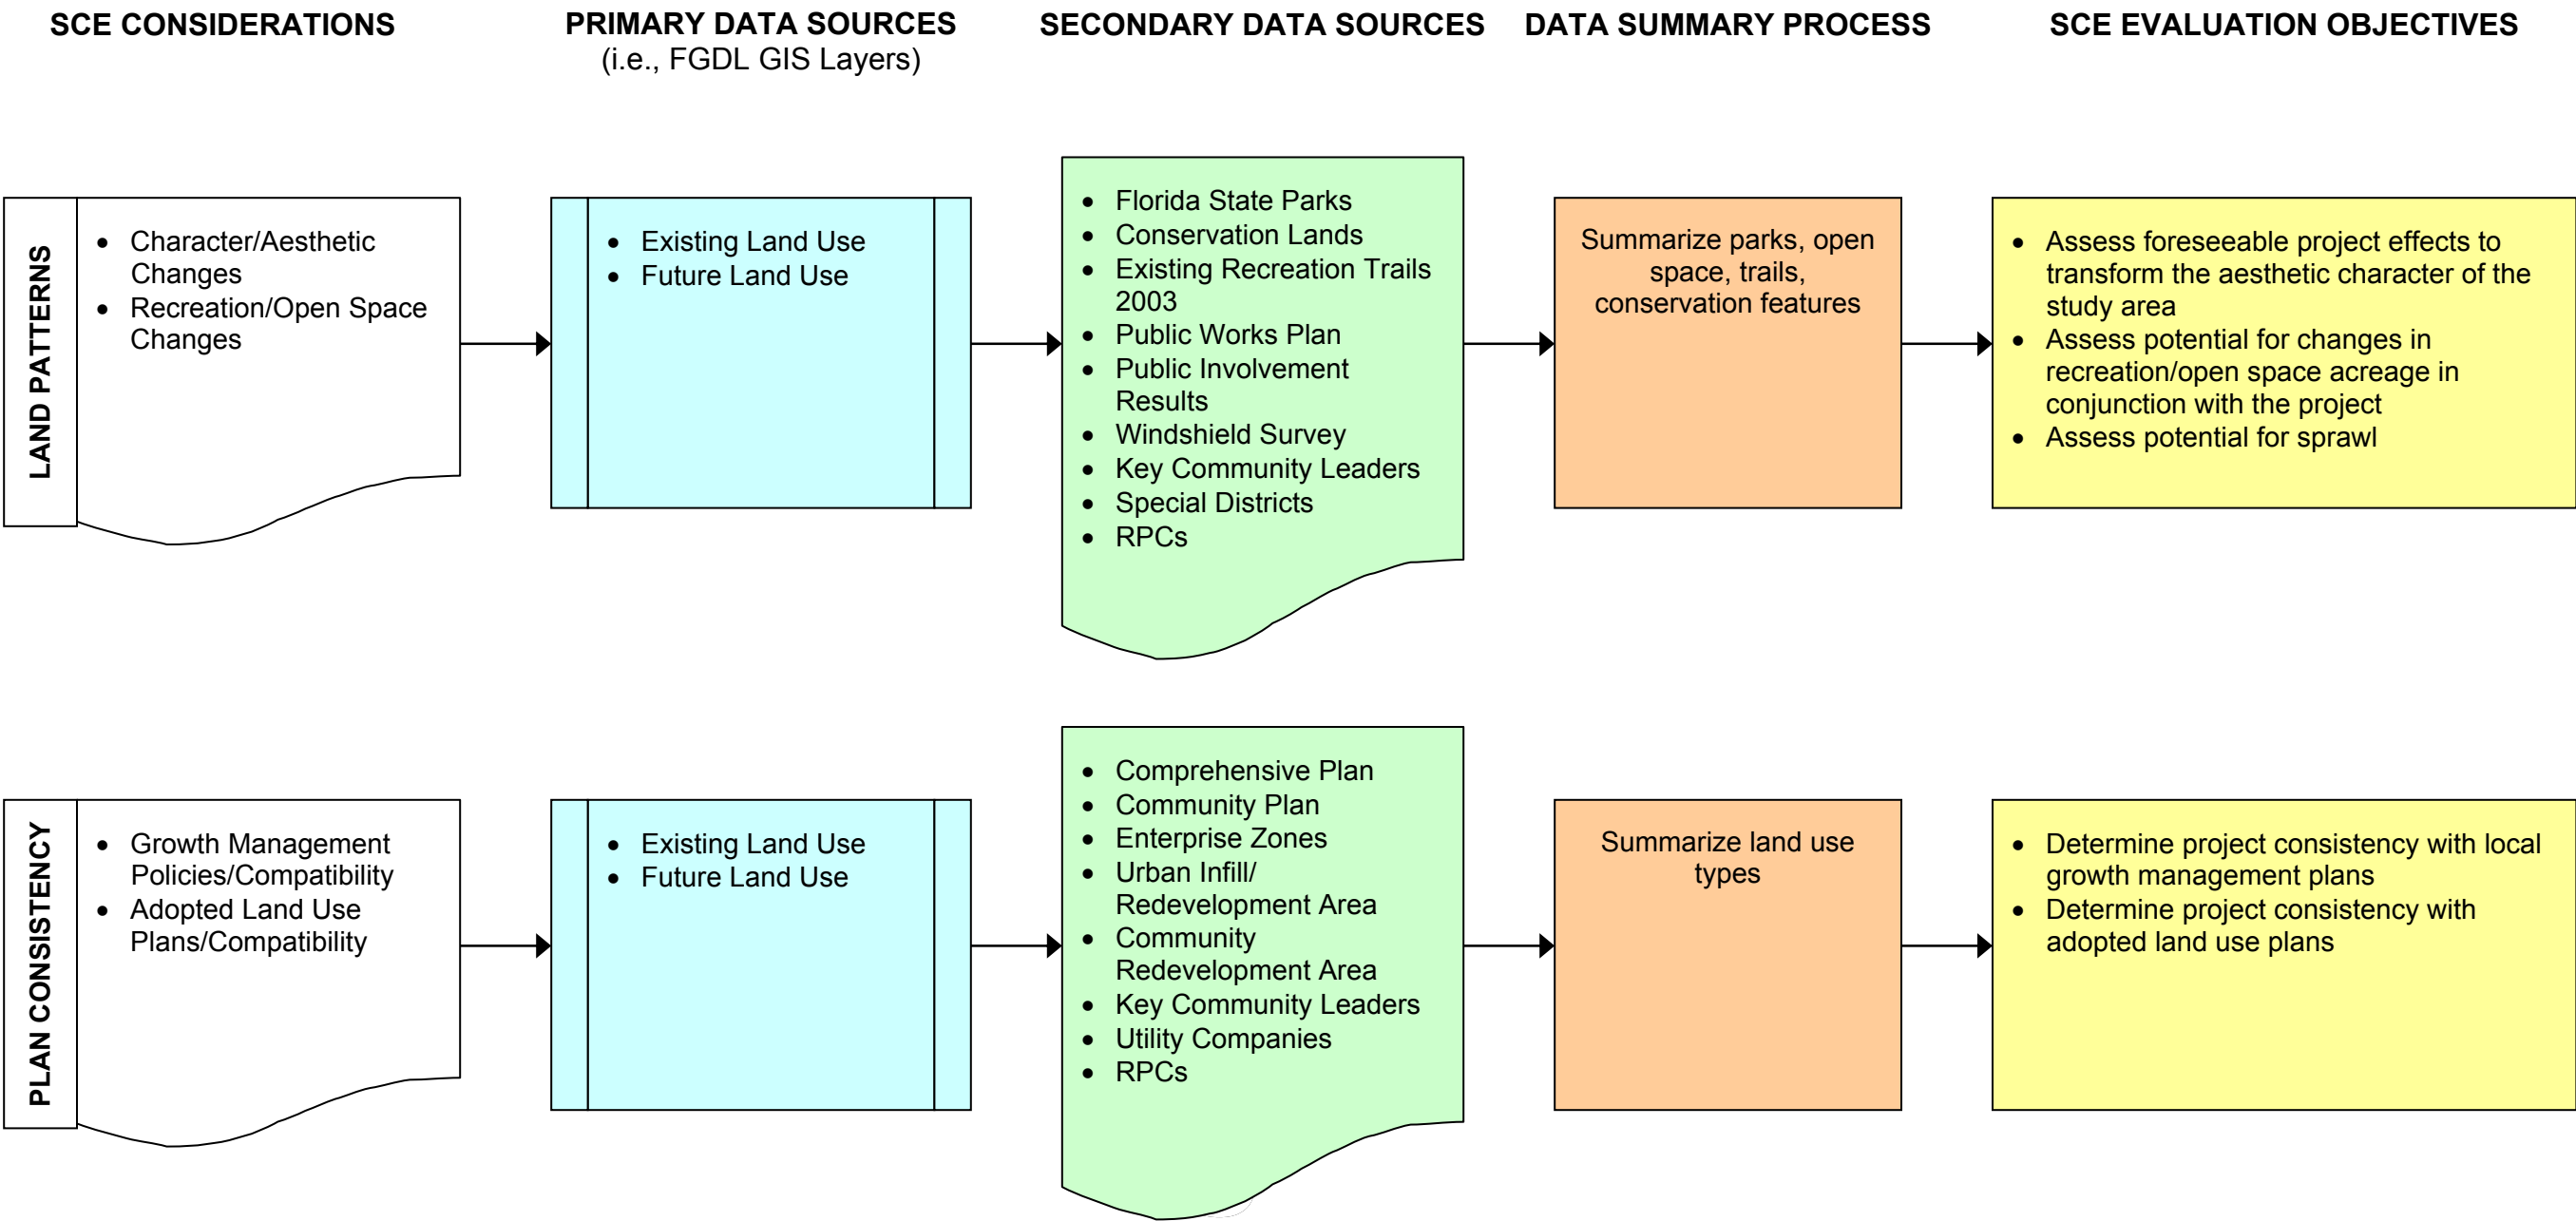 SCE CONSIDERATIONS
PRIMARY DATA SOURCES
(i.e., FGDL GIS Layers)
SECONDARY DATA SOURCES
DATA SUMMARY PROCESS
SCE EVALUATION OBJECTIVES
LAND PATTERNS
• Character/Aesthetic
Changes
• Recreation/Open Space
Changes
• Existing Land Use
• Future Land Use
• Florida State Parks
• Conservation Lands
• Existing Recreation Trails
2003
• Public Works Plan
• Public Involvement
Results
• Windshield Survey
• Key Community Leaders
• Special Districts
• RPCs
Summarize parks, open
space, trails,
conservation features
• Assess foreseeable project effects to
transform the aesthetic character of the
study area
• Assess potential for changes in
recreation/open space acreage in
conjunction with the project
• Assess potential for sprawl
PLAN CONSISTENCY
• Growth Management
Policies/Compatibility
• Adopted Land Use
Plans/Compatibility
• Existing Land Use
• Future Land Use
• Comprehensive Plan
• Community Plan
• Enterprise Zones
• Urban Infill/
Redevelopment Area
• Community
Redevelopment Area
• Key Community Leaders
• Utility Companies
• RPCs
Summarize land use
types
• Determine project consistency with local
growth management plans
• Determine project consistency with
adopted land use plans